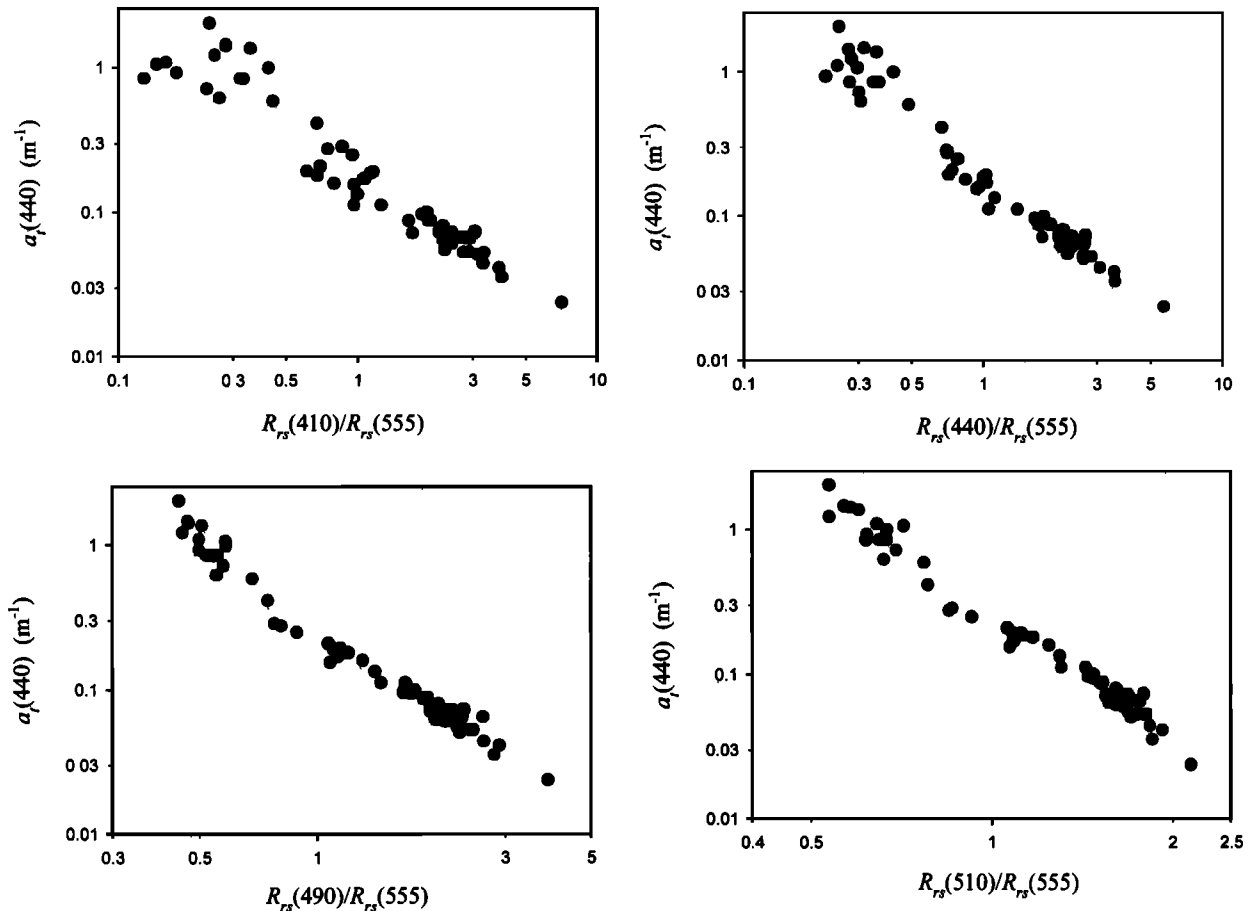 1
0.3
0.1
0.03
0.01
a_t(440) (m⁻¹)
0.1 0 3 0.5 1 3 10
R_rs(410)/R_rs(555)
1
0.3
0.1
0 03
0.01
a_t(440) (m⁻¹)
0.1 0.3 0 5 1 3 10
R_rs(440)/R_rs(555)
1
0.3
0.1
0 03
0.01
a_t(440) (m⁻¹)
0.3 0.5 1 3 5
R_rs(490)/R_rs(555)
1
0.3
0.1
0.03
0.01
a_t(440) (m⁻¹)
0.4 0.5 1 2 2.5
R_rs(510)/R_rs(555)